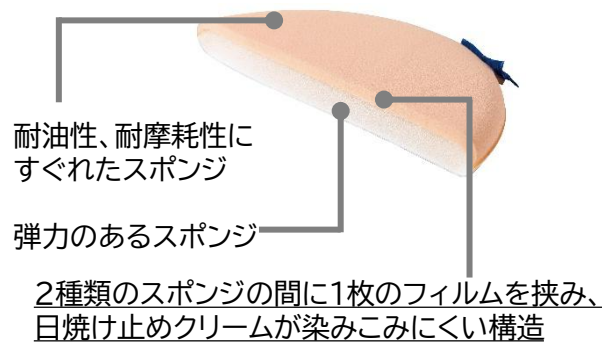 耐油性、耐摩耗性に
すぐれたスポンジ
弾力のあるスポンジ
2種類のスポンジの間に1枚のフィルムを挟み、
日焼け止めクリームが染みこみにくい構造